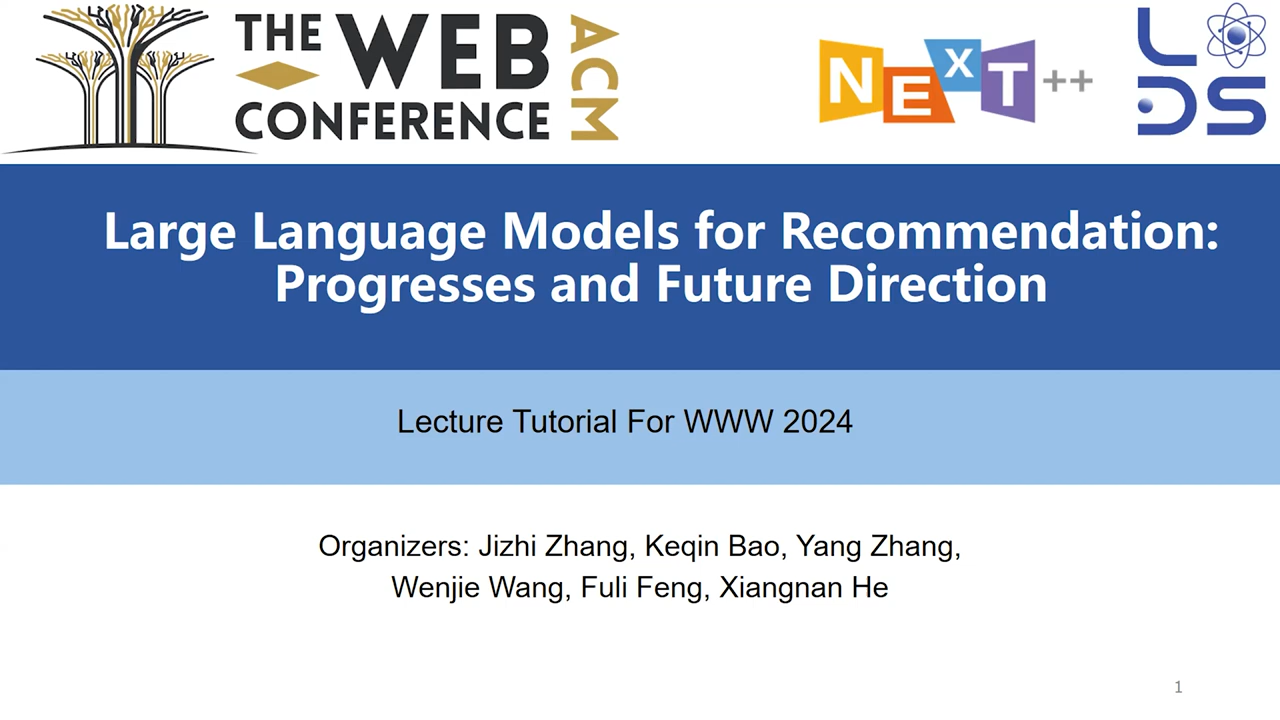 THE WEB CONFERENCE
ACM
NExT++
LDS
Large Language Models for Recommendation:
Progresses and Future Direction
Lecture Tutorial For WWW 2024
Organizers: Jizhi Zhang, Keqin Bao, Yang Zhang,
Wenjie Wang, Fuli Feng, Xiangnan He
1